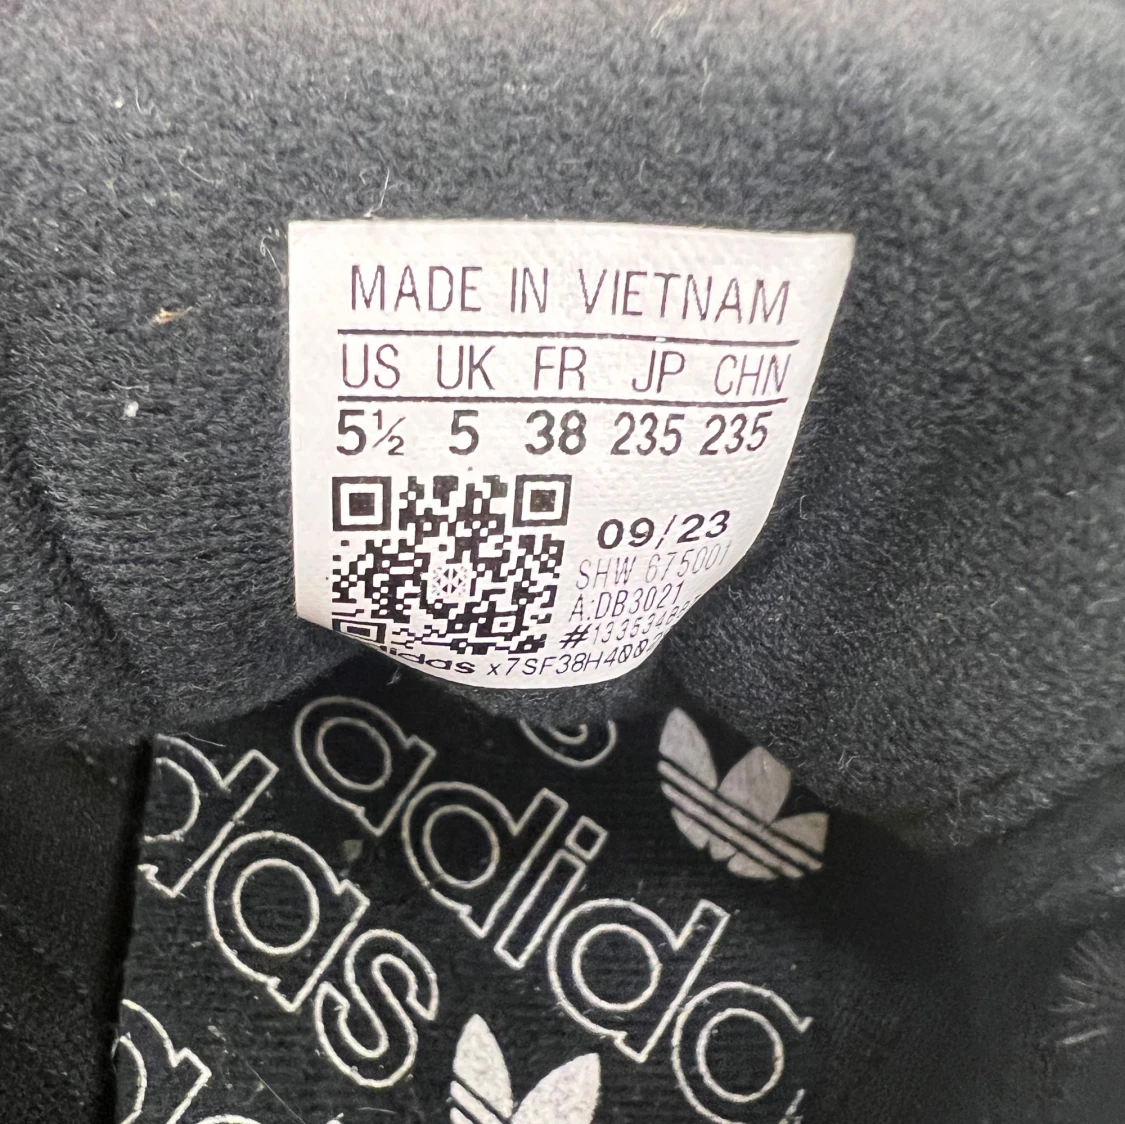 MADE IN VIETNAM
US UK FR JP CHN
5½ 5 38 235 235
09/23
SHW 675001
A.DB3021
adidas
adidas
das